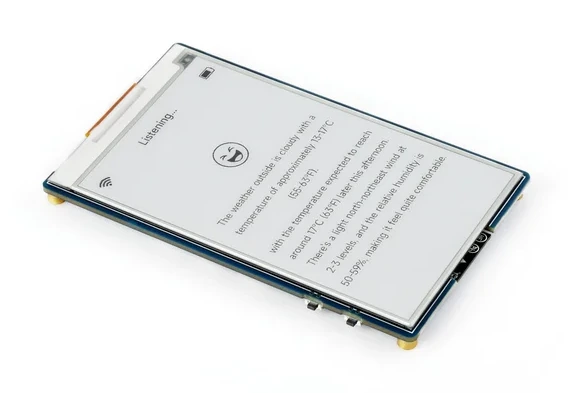 Listening...
The weather outside is cloudy with a
temperature of approximately 13-17°C
(55-63°F),
with the temperature expected to reach
around 17°C (63°F) later this afternoon.
There's a light north-northeast wind at
2-3 levels, and the relative humidity is
50-59%, making it feel quite comfortable.